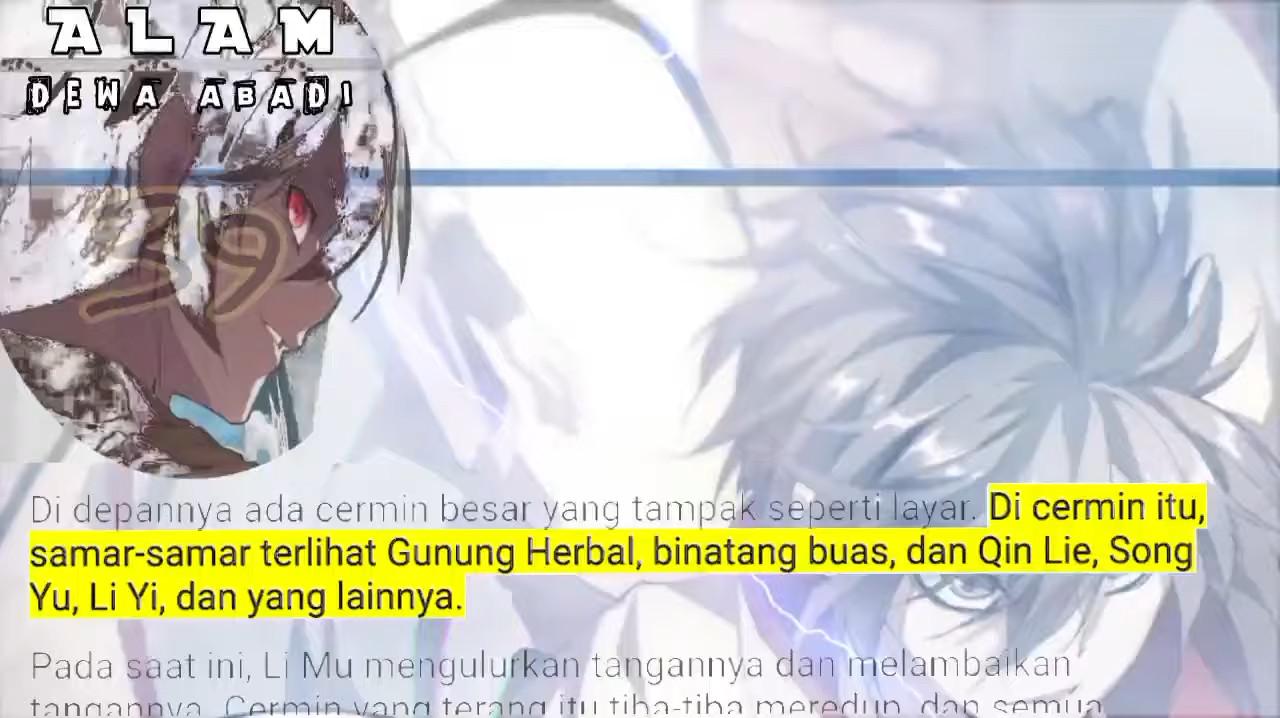 ALAM
DEWA ABADI
39
Di depannya ada cermin besar yang tampak seperti layar. Di cermin itu,
samar-samar terlihat Gunung Herbal, binatang buas, dan Qin Lie, Song
Yu, Li Yi, dan yang lainnya.
Pada saat ini, Li Mu mengulurkan tangannya dan melambaikan
tangannya. Cermin yang terang itu tiba-tiba meredup, dan semua